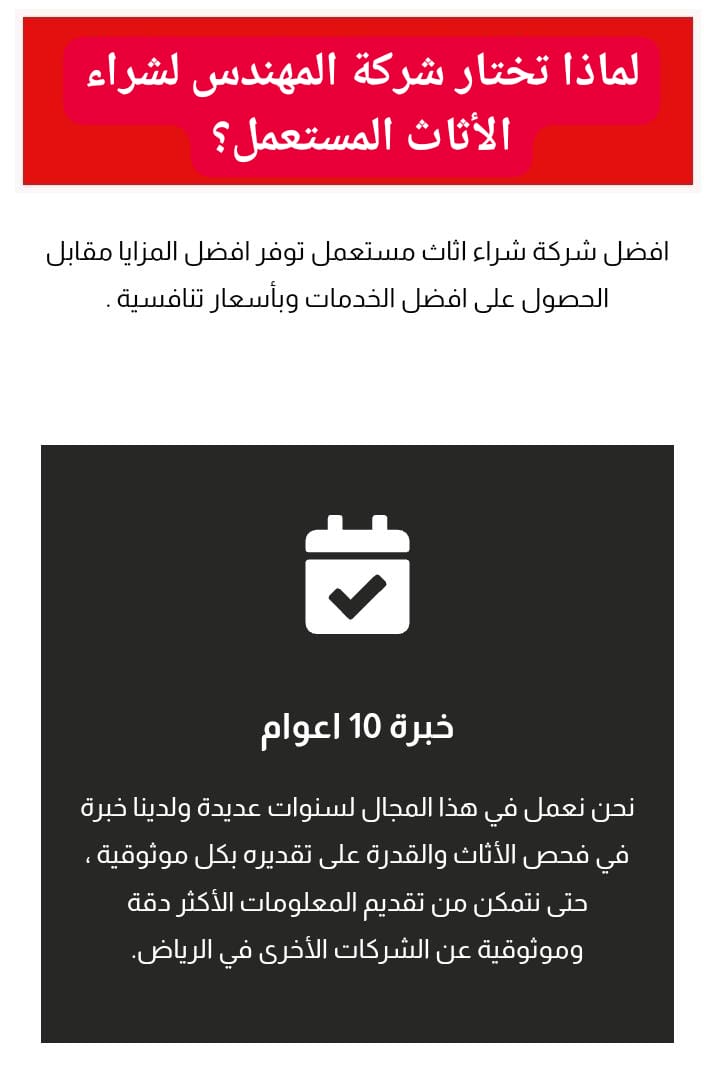 لماذا تختار شركة المهندس لشراء
الأثاث المستعمل؟
افضل شركة شراء اثاث مستعمل توفر افضل المزايا مقابل
الحصول على افضل الخدمات وبأسعار تنافسية .
خبرة 10 اعوام
نحن نعمل في هذا المجال لسنوات عديدة ولدينا خبرة
في فحص الأثاث والقدرة على تقديره بكل موثوقية ،
حتى نتمكن من تقديم المعلومات الأكثر دقة
وموثوقية عن الشركات الأخرى في الرياض.